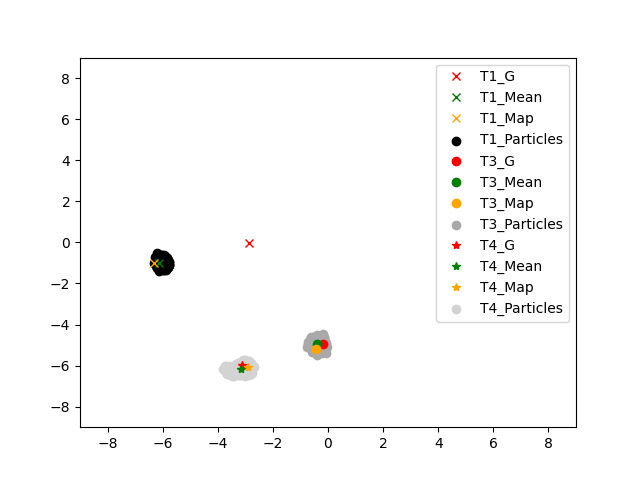 8
6
4
2
0
−2
−4
−6
−8
−8 −6 −4 −2 0 2 4 6 8
T1_G
T1_Mean
T1_Map
T1_Particles
T3_G
T3_Mean
T3_Map
T3_Particles
T4_G
T4_Mean
T4_Map
T4_Particles